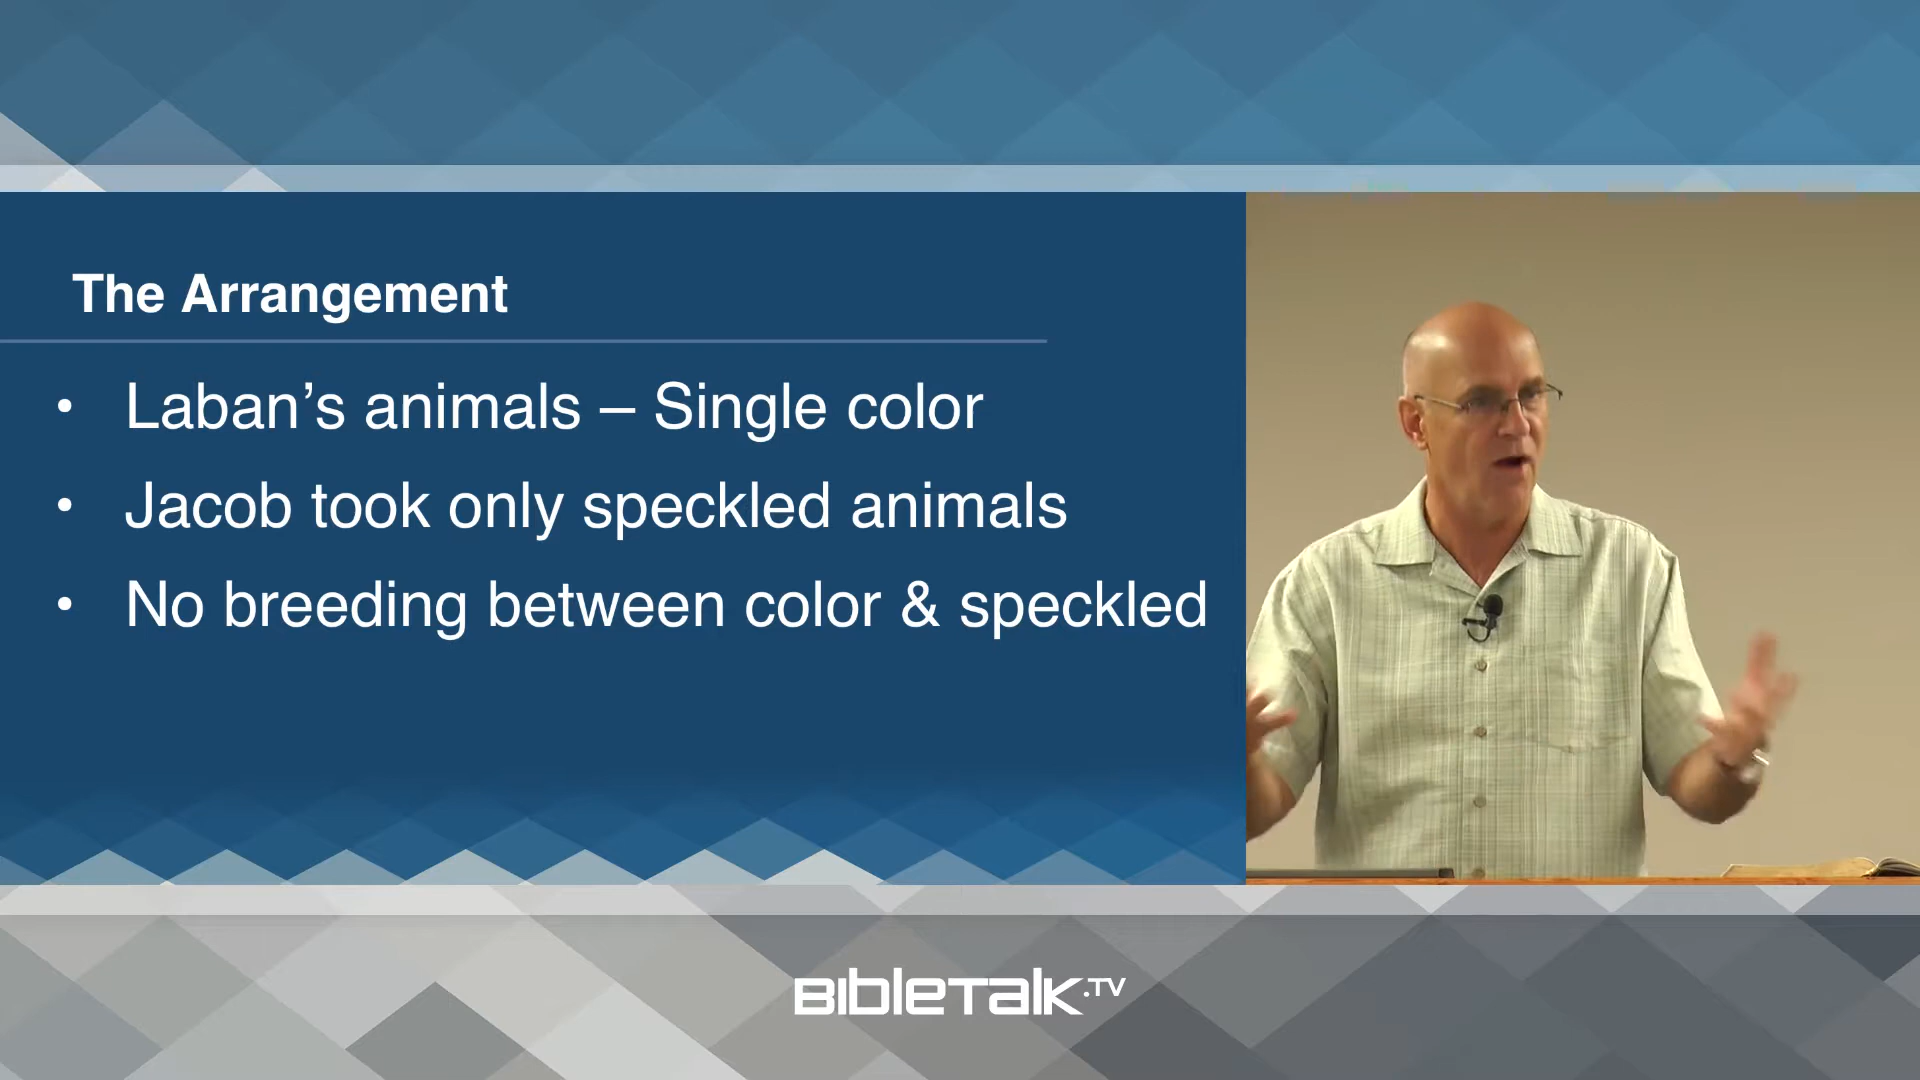 The Arrangement
• Laban’s animals – Single color
• Jacob took only speckled animals
• No breeding between color & speckled
BIbleTalk.TV